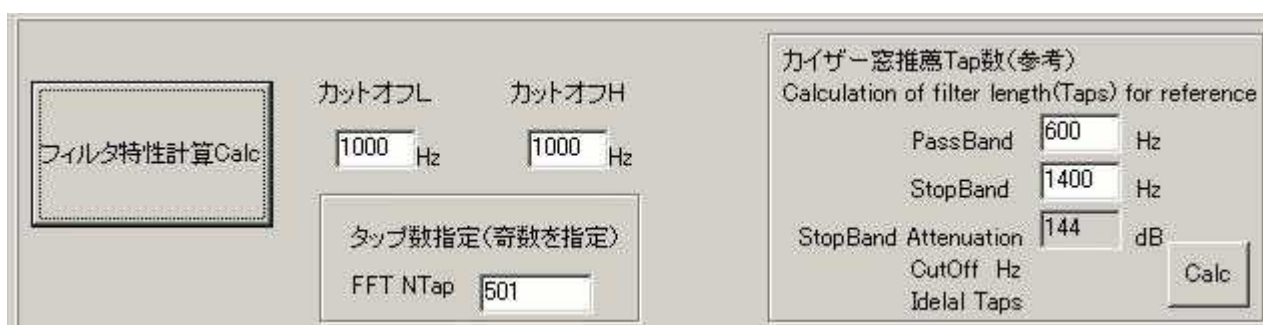 フィルタ特性計算Calc
カットオフL
カットオフH
1000 Hz
1000 Hz
タップ数指定(奇数を指定)
FFT NTap 501
カイザー窓推薦Tap数(参考)
Calculation of filter length(Taps) for reference
PassBand 600 Hz
StopBand 1400 Hz
StopBand Attenuation 144 dB
CutOff Hz
Idelal Taps
Calc